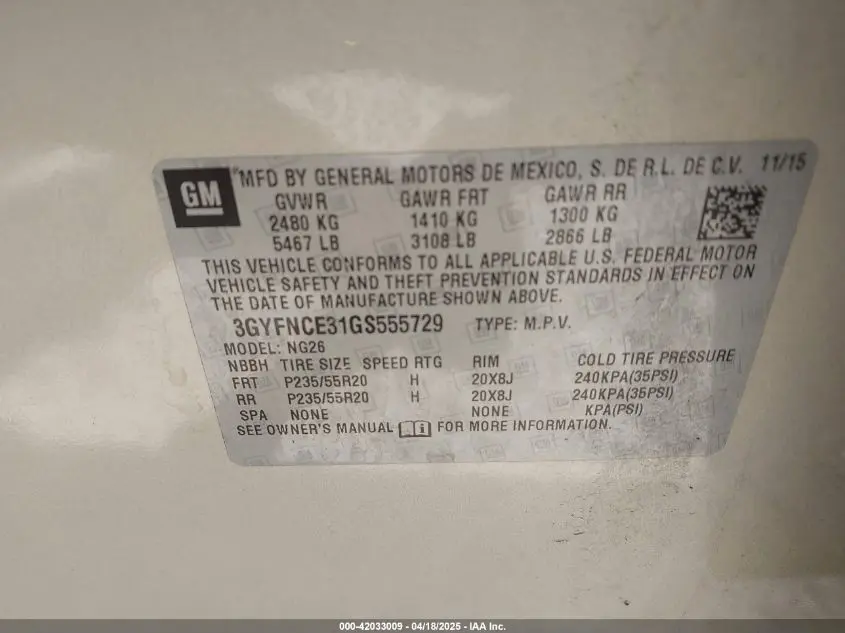 GM
MFD BY GENERAL MOTORS DE MEXICO, S. DE R.L. DE C.V. 11/15
GVWR GAWR FRT GAWR RR
2480 KG 1410 KG 1300 KG
5467 LB 3108 LB 2866 LB
THIS VEHICLE CONFORMS TO ALL APPLICABLE U.S. FEDERAL MOTOR
VEHICLE SAFETY AND THEFT PREVENTION STANDARDS IN EFFECT ON
THE DATE OF MANUFACTURE SHOWN ABOVE.
3GYFNCE31GS555729 TYPE: M.P.V.
MODEL: NG26
NBBH TIRE SIZE SPEED RTG RIM COLD TIRE PRESSURE
FRT P235/55R20 H 20X8J 240KPA(35PSI)
RR P235/55R20 H 20X8J 240KPA(35PSI)
SPA NONE NONE KPA(PSI)
SEE OWNER'S MANUAL FOR MORE INFORMATION.
000-42033009 - 04/18/2025 - IAA Inc.